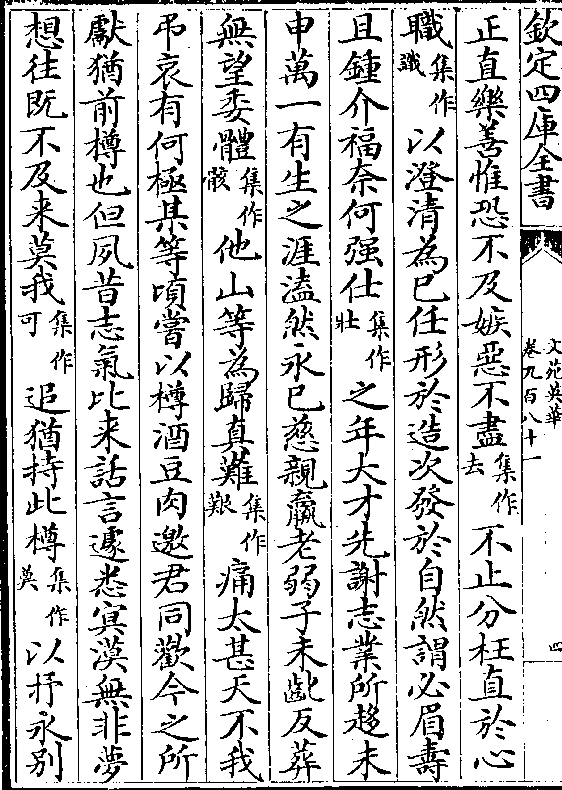 欽定四庫全書
文苑英華
卷九百八十一
四
正直樂善惟恐不及嫉惡不盡集作去不止分枉直於心
職集作識以澄清為已任形於造次發於自然謂必眉壽
且鍾介福奈何强仕集作壯之年大才先謝志業所趍未
申萬一有生之涯溘然永已慈親羸老弱子未齔反葬
無望委體集作骸他山等為歸真難集作艱痛太甚天不我
弔哀有何極某等頃嘗以樽酒豆肉邀君同歡今之所
獻猶前樽也但夙昔志氣比来話言遽悉冥漠無非夢
想往既不及来莫我集作可追猶持此樽集作奠以抒永别